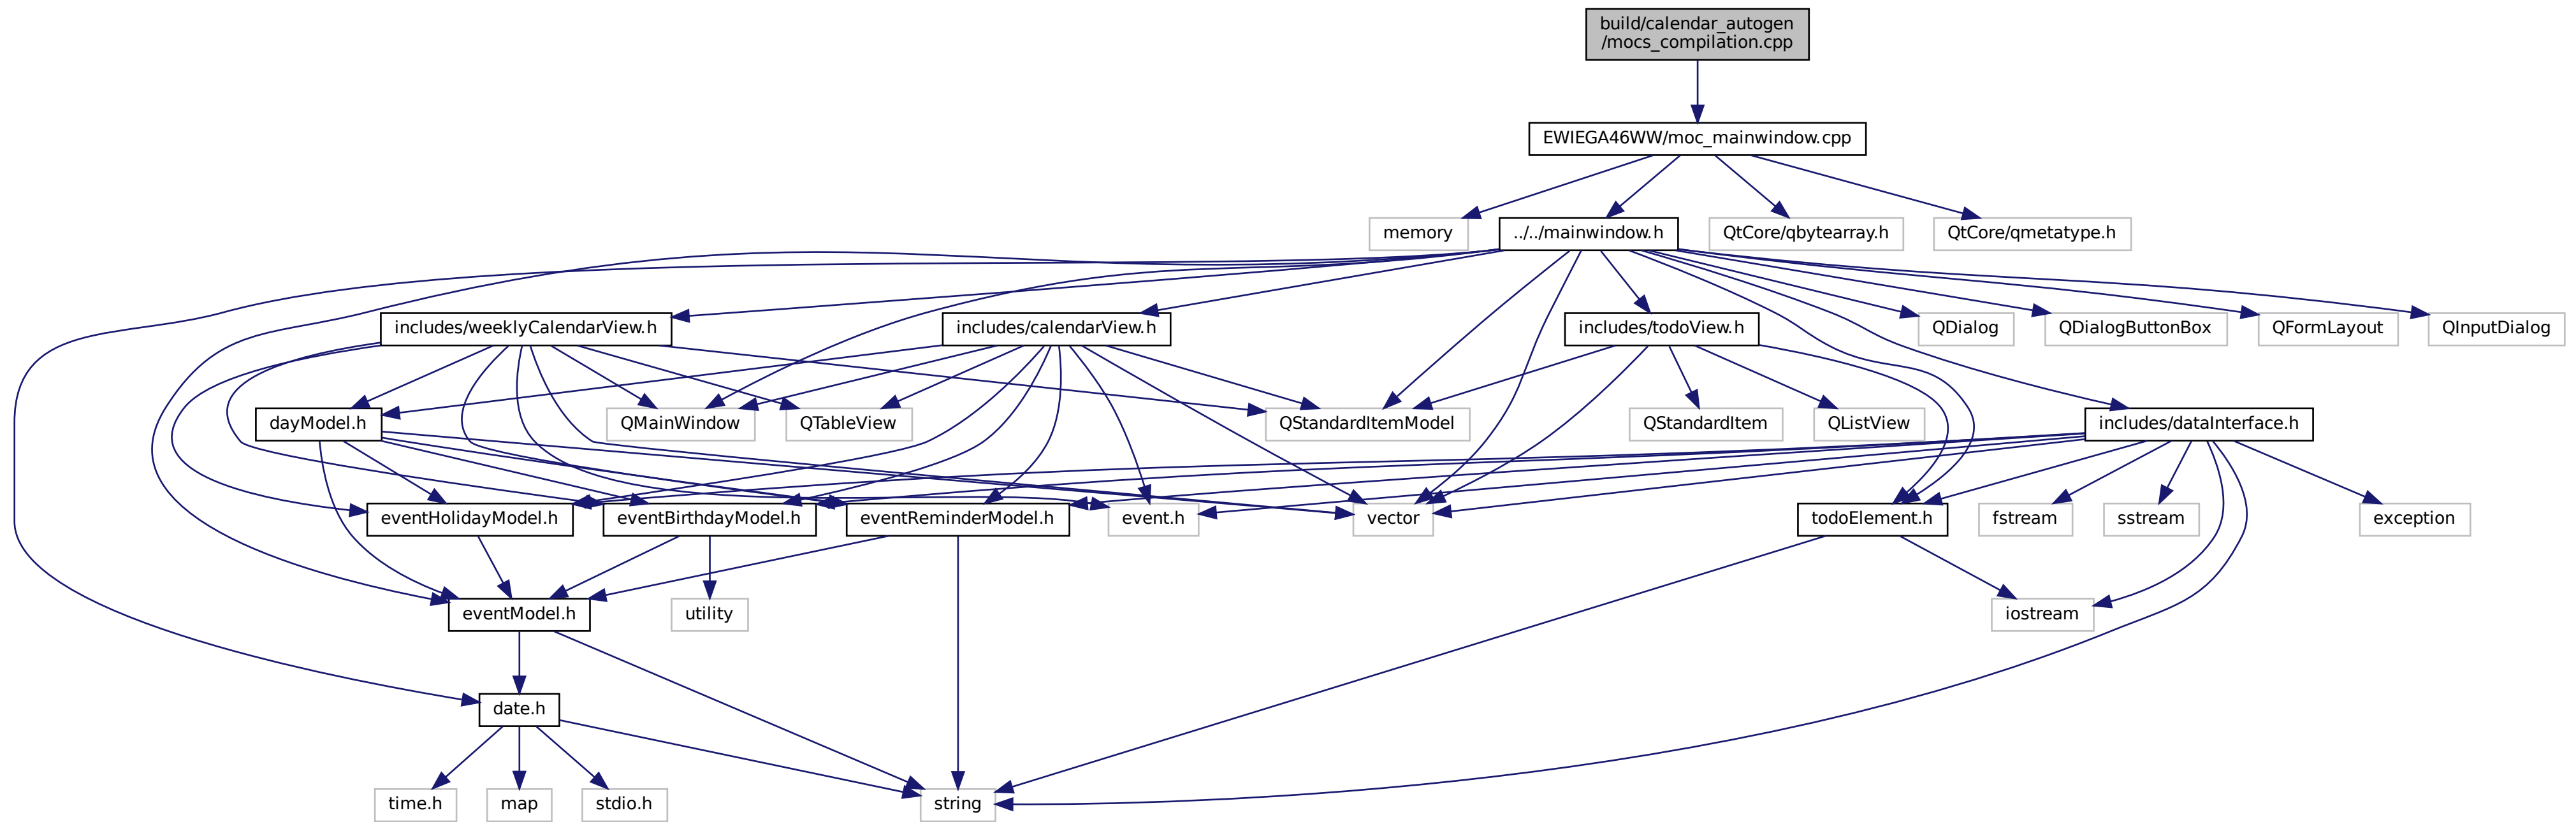 build/calendar_autogen
/mocs_compilation.cpp
EWIEGA46WW/moc_mainwindow.cpp
memory
../../mainwindow.h
QtCore/qbytearray.h
QtCore/qmetatype.h
includes/weeklyCalendarView.h
includes/calendarView.h
includes/todoView.h
QDialog
QDialogButtonBox
QFormLayout
QInputDialog
dayModel.h
QMainWindow
QTableView
QStandardItemModel
QStandardItem
QListView
includes/dataInterface.h
eventHolidayModel.h
eventBirthdayModel.h
eventReminderModel.h
event.h
vector
todoElement.h
fstream
sstream
exception
eventModel.h
utility
iostream
date.h
time.h
map
stdio.h
string